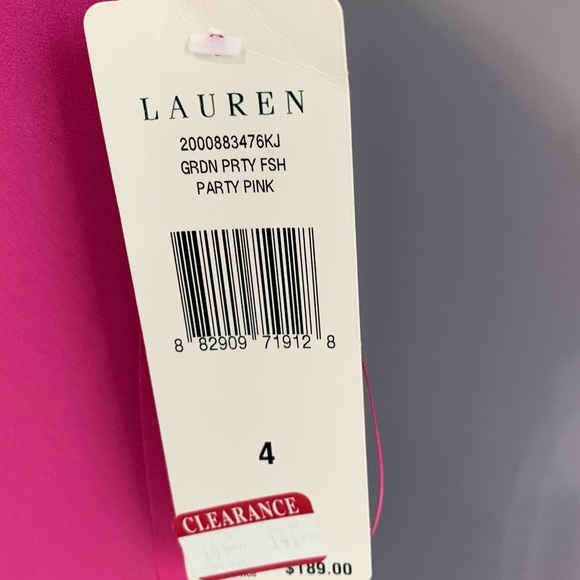 LAUREN
2000883476KJ
GRDN PRTY FSH
PARTY PINK
8 82909 71912 8
4
CLEARANCE
$189.00